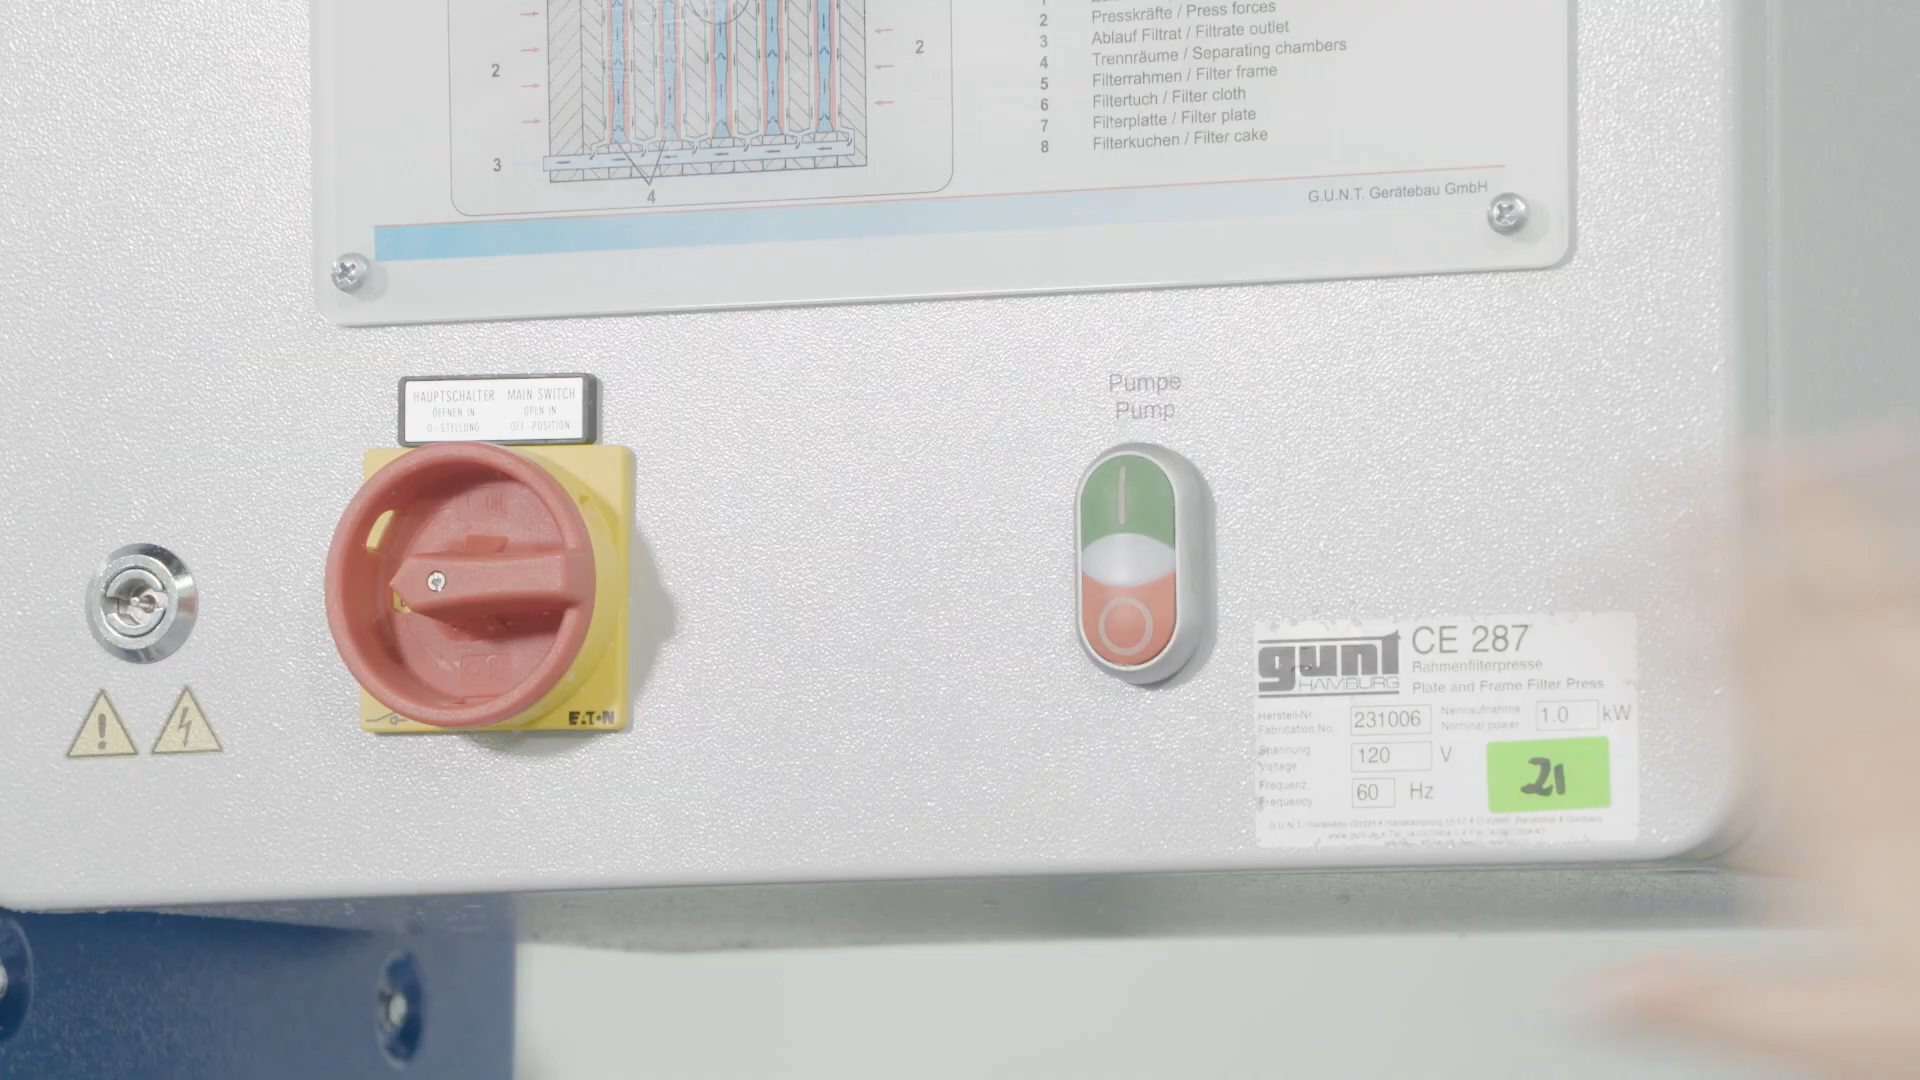 2
2
3
4
2 Presskräfte / Press forces
3 Ablauf Filtrat / Filtrate outlet
4 Trennräume / Separating chambers
5 Filterrahmen / Filter frame
6 Filtertuch / Filter cloth
7 Filterplatte / Filter plate
8 Filterkuchen / Filter cake
G.U.N.T. Gerätebau GmbH
HAUPTSCHALTER MAIN SWITCH
ÖFFNEN IN OPEN IN
0-STELLUNG OFF POSITION
ON
EATON
Pumpe
Pump
gunt
HAMBURG
CE 287
Rahmenfilterpresse
Plate and Frame Filter Press
Herstell-Nr. Nennaufnahme
Fabrication No. 231006 Nominal power 1.0 kW
Spannung
Voltage 120 V
Frequenz
Frequency 60 Hz
21